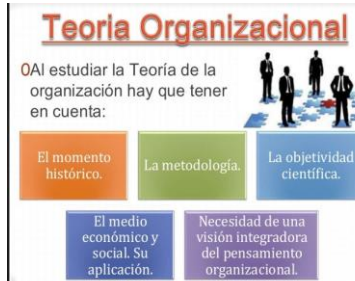 Teoria Organizacional
Al estudiar la Teoría de la
organización hay que tener
en cuenta:
El momento
histórico.
La metodología.
La objetividad
científica.
El medio
económico y
social. Su
aplicación.
Necesidad de una
visión integradora
del pensamiento
organizacional.